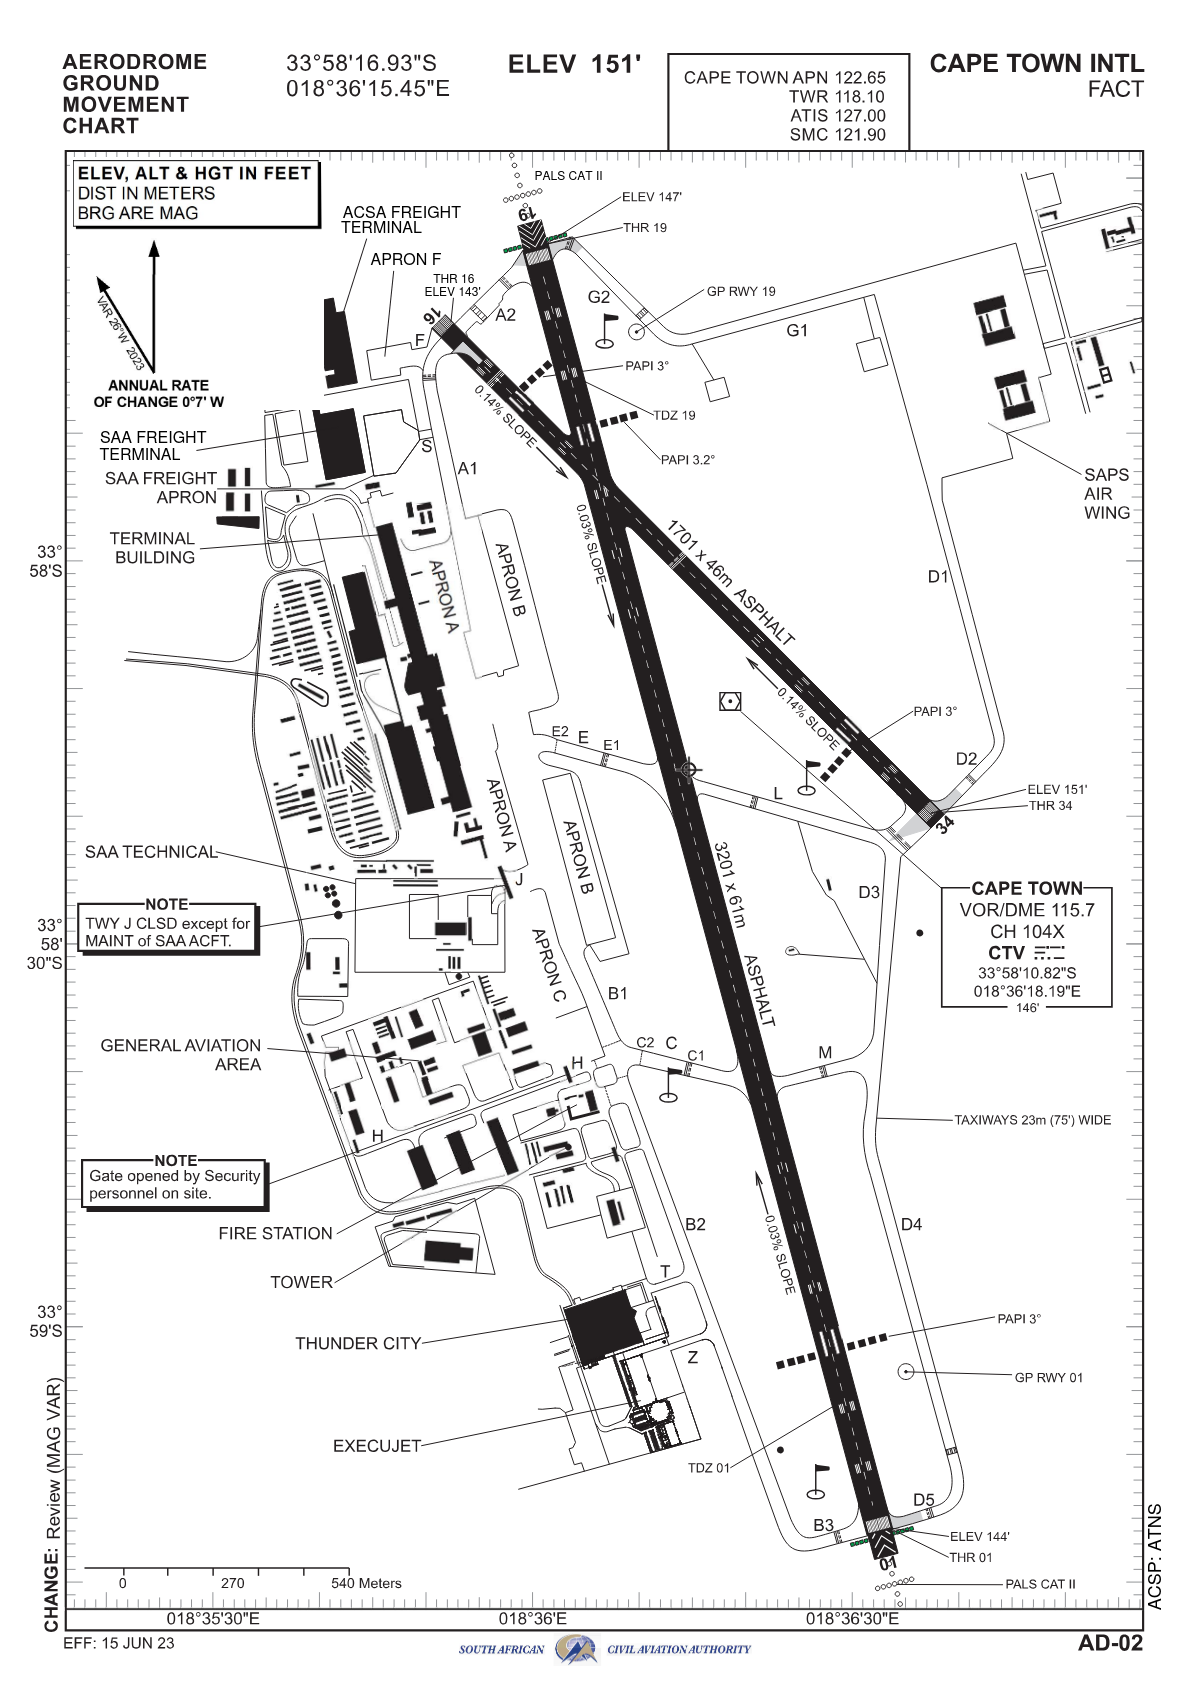 AERODROME
GROUND
MOVEMENT
CHART
33°58'16.93"S
018°36'15.45"E
ELEV 151'
CAPE TOWN APN 122.65
TWR 118.10
ATIS 127.00
SMC 121.90
CAPE TOWN INTL
FACT
ELEV, ALT & HGT IN FEET
DIST IN METERS
BRG ARE MAG
VAR 26°W 2023
ANNUAL RATE
OF CHANGE 0°7' W
PALS CAT II
19
ELEV 147'
THR 19
ACSA FREIGHT
TERMINAL
APRON F
THR 16
ELEV 143'
16
F
A2
G2
GP RWY 19
G1
PAPI 3°
TDZ 19
PAPI 3.2°
0.14% SLOPE
SAA FREIGHT
TERMINAL
S
A1
SAA FREIGHT
APRON
SAPS
AIR
WING
TERMINAL
BUILDING
0.03% SLOPE
1701 x 46m ASPHALT
33°
58'S
APRON A
APRON B
D1
0.14% SLOPE
PAPI 3°
E2
E
E1
D2
L
ELEV 151'
THR 34
34
APRON A
APRON B
3201 x 61m ASPHALT
SAA TECHNICAL
J
D3
NOTE
TWY J CLSD except for
MAINT of SAA ACFT.
CAPE TOWN
VOR/DME 115.7
CH 104X
CTV
33°58'10.82"S
018°36'18.19"E
146'
33°
58'
30"S
APRON C
B1
GENERAL AVIATION
AREA
C2
C
C1
M
H
H
TAXIWAYS 23m (75') WIDE
NOTE
Gate opened by Security
personnel on site.
FIRE STATION
B2
D4
0.03% SLOPE
TOWER
T
33°
59'S
THUNDER CITY
Z
PAPI 3°
GP RWY 01
EXECUJET
TDZ 01
D5
B3
ELEV 144'
THR 01
01
PALS CAT II
0
270
540 Meters
018°35'30"E
018°36'E
018°36'30"E
CHANGE: Review (MAG VAR)
ACSP: ATNS
EFF: 15 JUN 23
SOUTH AFRICAN CIVIL AVIATION AUTHORITY
AD-02